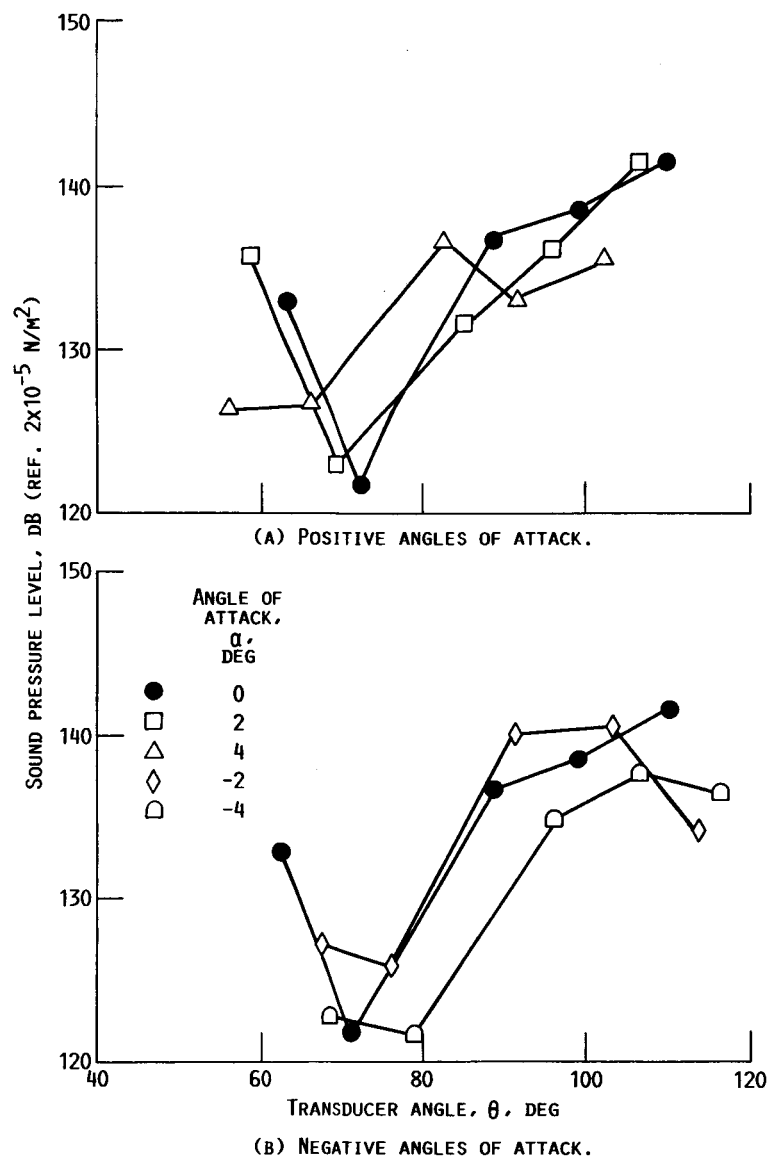 150
140
130
120
SOUND PRESSURE LEVEL, DB (REF. 2x10⁻⁵ N/m²)
(A) POSITIVE ANGLES OF ATTACK.
150
140
130
120
ANGLE OF
ATTACK,
α,
DEG
0
2
4
-2
-4
40 60 80 100 120
TRANSDUCER ANGLE, θ, DEG
(B) NEGATIVE ANGLES OF ATTACK.